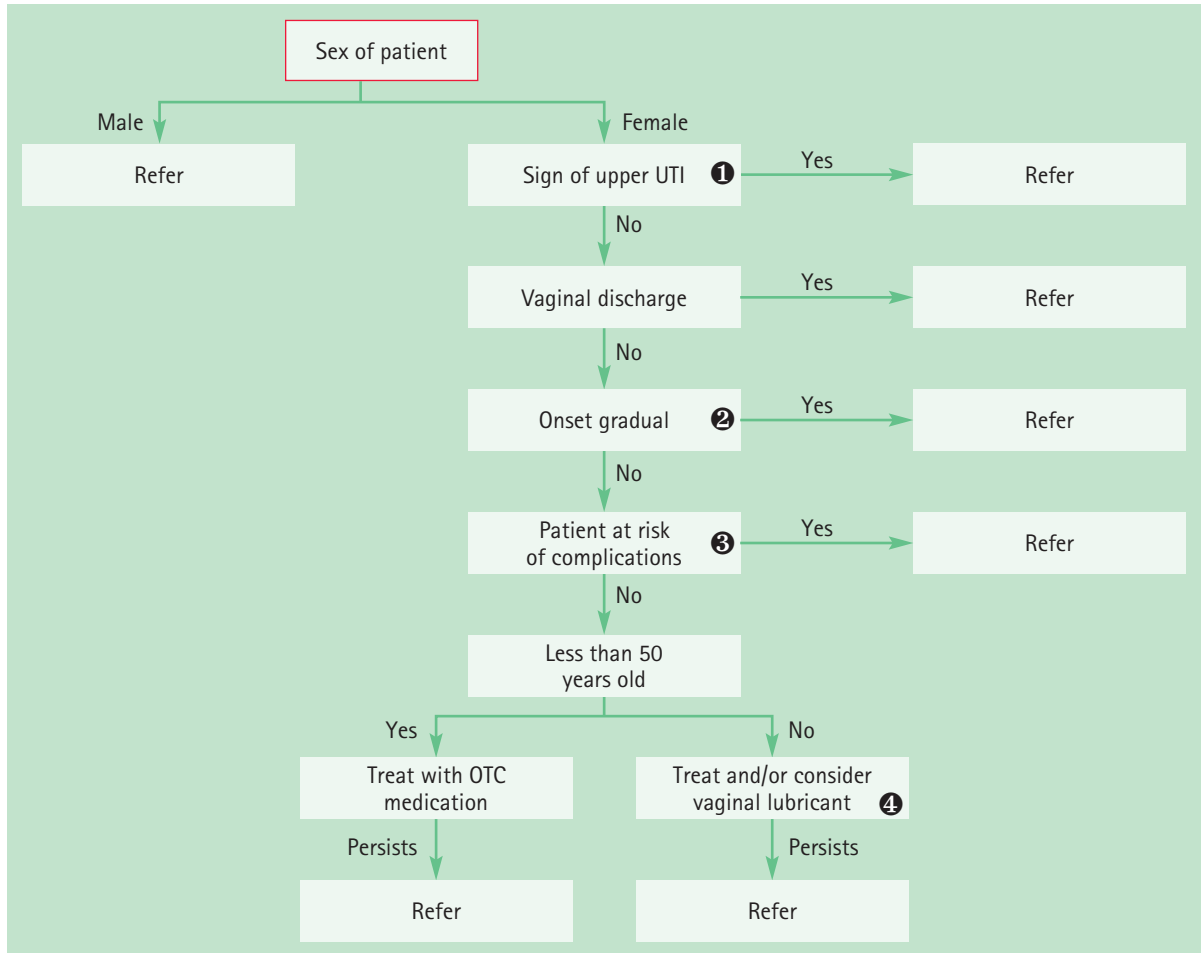 Sex of patient
Male
Female
Refer
Sign of upper UTI ❶
Yes
Refer
No
Vaginal discharge
Yes
Refer
No
Onset gradual ❷
Yes
Refer
No
Patient at risk
of complications ❸
Yes
Refer
No
Less than 50
years old
Yes
No
Treat with OTC
medication
Treat and/or consider
vaginal lubricant ❹
Persists
Persists
Refer
Refer